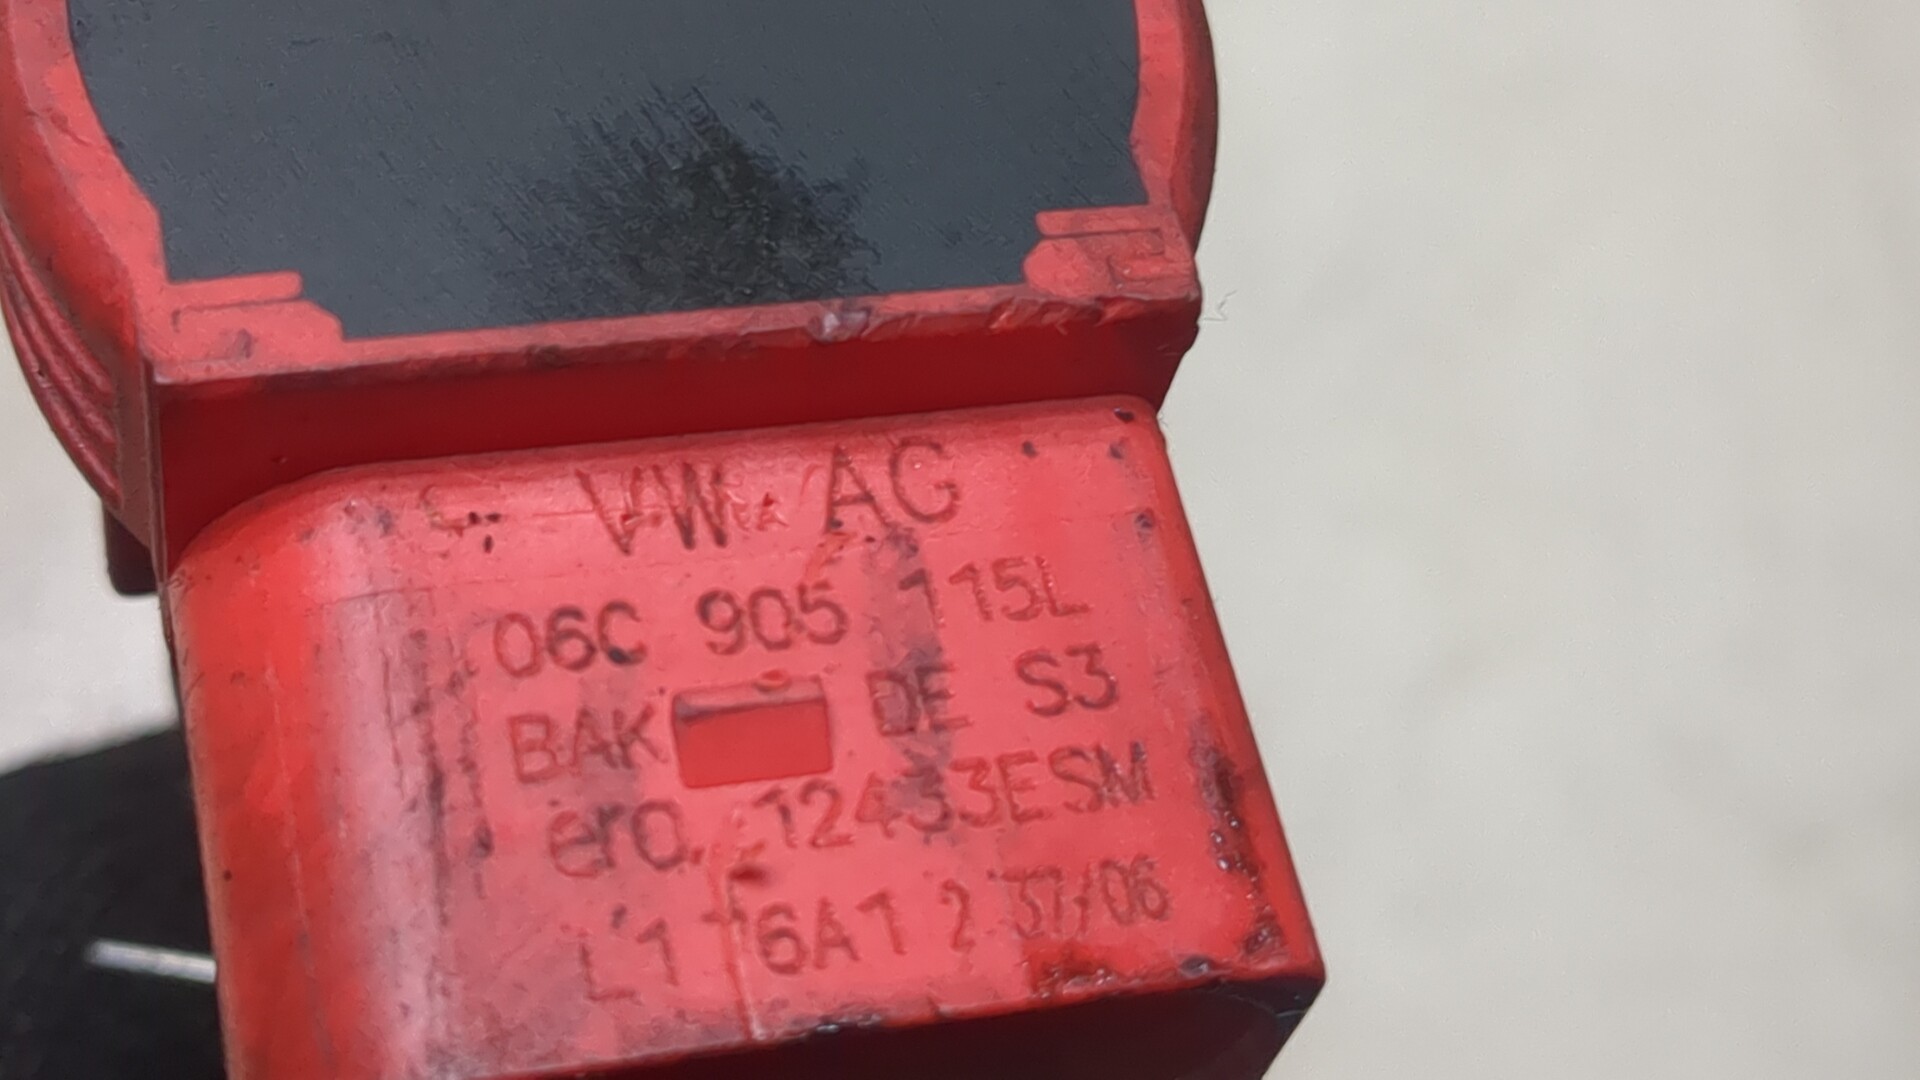 VW AG
06C 905 115L
BAK DE S3
ero. 12433ESM
L1 6A1 2 37/06